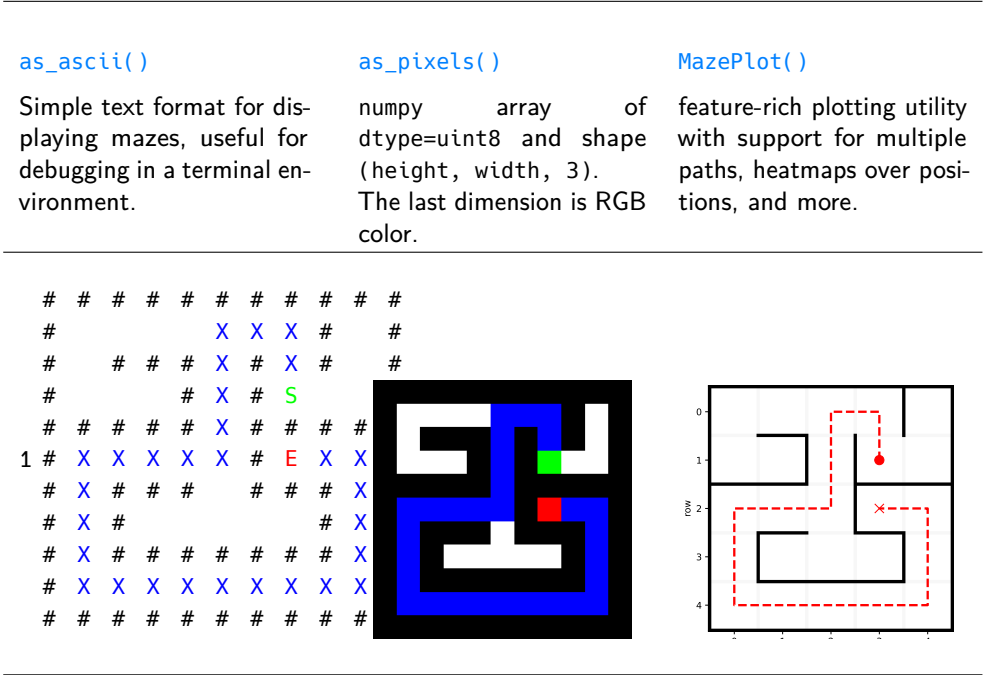 as_ascii()
Simple text format for dis-
playing mazes, useful for
debugging in a terminal en-
vironment.
as_pixels()
numpy array of
dtype=uint8 and shape
(height, width, 3).
The last dimension is RGB
color.
MazePlot()
feature-rich plotting utility
with support for multiple
paths, heatmaps over posi-
tions, and more.
# # # # # # # # # # #
# X X X # #
# # # # X # X # #
# # X # S
# # # # # X # # # #
1 # X X X X X # E X X
# X # # # # # # X
# X # # X
# X # # # # # # # X
# X X X X X X X X X
# # # # # # # # # #
0
1
2
3
4
row